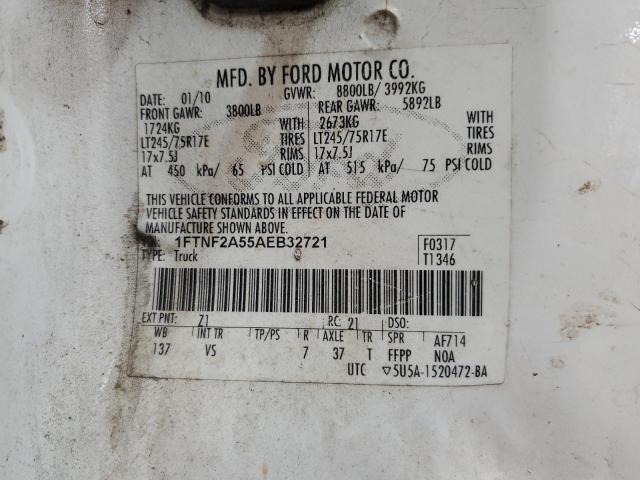 MFD. BY FORD MOTOR CO.
DATE: 01/10 GVWR: 8800LB/ 3992KG
FRONT GAWR: 3800LB REAR GAWR: 5892LB
1724KG WITH 2673KG WITH
LT245/75R17E TIRES LT245/75R17E TIRES
17x7.5J RIMS 17x7.5J RIMS
AT 450 kPa/ 65 PSI COLD AT 515 kPa/ 75 PSI COLD
THIS VEHICLE CONFORMS TO ALL APPLICABLE FEDERAL MOTOR
VEHICLE SAFETY STANDARDS IN EFFECT ON THE DATE OF
MANUFACTURE SHOWN ABOVE.
VIN: 1FTNF2A55AEB32721 F0317
TYPE: Truck T1346
EXT PNT: Z1 RC: 21 DSO:
WB INT TR TP/PS R AXLE TR SPR AF714
137 VS 7 37 T FFPP NOA
UTC ▽5U5A-1520472-BA